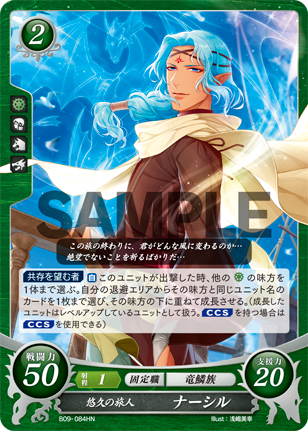 2
SAMPLE
この旅の終わりに、君がどんな風に変わるのか…
絶望でないことを祈るばかりだ…
共存を望む者 このユニットが出撃した時、他の の味方を
1体まで選ぶ。自分の退避エリアからその味方と同じユニット名の
カードを1枚まで選び、その味方の下に重ねて成長させる。(成長した
ユニットはレベルアップしているユニットとして扱う。CCSを持つ場合は
CCSを使用できる)
戦闘力
50
射程 1
固定職
竜鱗族
支援力
20
悠久の旅人 ナーシル
B09-084HN
Illust:浅嶋美幸